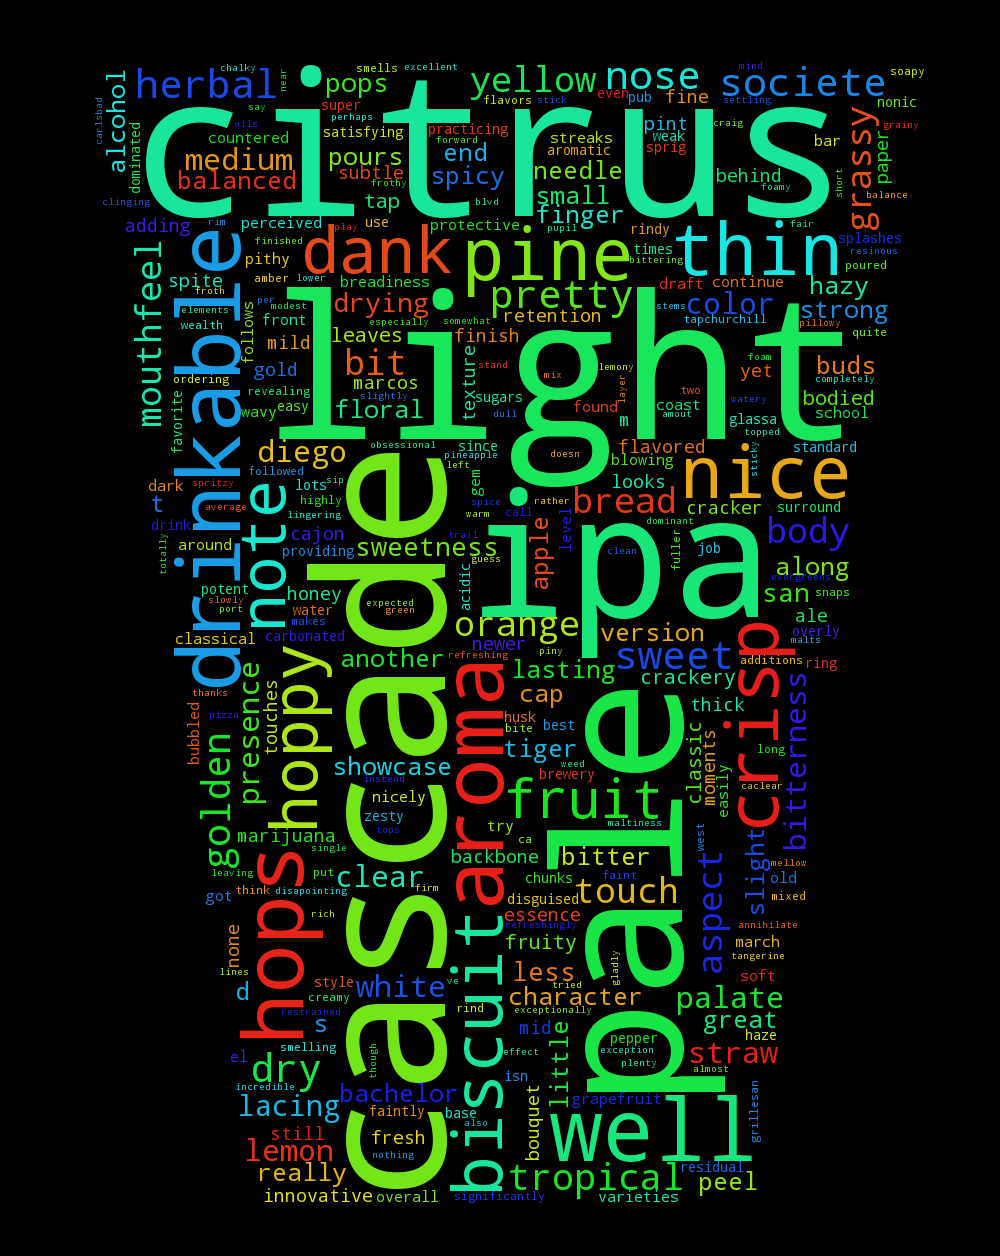 chalky
near
smells
excellent
mind
soapy
alcohol
carlsbad
herbal
pops
yellow
nose
societe
flavors
stick
even
pub
fine
settling
nonic
say
super
perhaps
citrus
oils
countered
satisfying
practicing
forward
streaks
aromatic
pint
weak
sprig
craig
bar
grassy
paper
grainy
dominated
medium
pours
end
needle
behind
balanced
subtle
frothy
spicy
small
foamy
short
balance
clinging
tap
blvd
finger
adding
rim
perceived
use
play
protective
pupil
rindy
fair
splashes
finished
pithy
dank
pine
times
bittering
thin
resinous
poured
mouthfeel
drinkable
spite
froth
amber
lower
breadiness
pretty
draft
continue
hazy
elements
per
modest
drying
retention
stems
color
strong
wealth
follows
front
especially
somewhat
tapchurchill
pillowy
mild
leaves
finish
light
quite
ordering
gold
bit
texture
stand
foam
yet
buds
revealing
marcos
mix
lemony
layer
two
completely
favorite
slightly
sugars
watery
bodied
wavy
easy
floral
dull
found
m
coast
amout
glassa
school
topped
diego
obsessional
since
doesn
flavored
standard
followed
pineapple
left
blowing
sticky
nice
dark
spritzy
lots
sip
gem
looks
t
average
highly
spice
rather
bread
cracker
surround
note
lingering
warm
call
level
dominant
drink
cajon
trail
ipa
body
totally
around
providing
sweetness
guess
apple
clean
fuller
job
along
potent
honey
acidic
evergreens
slowly
port
water
expected
green
san
snaps
classical
makes
carbonated
cascade
orange
version
ale
overly
newer
piny
malts
hoppy
another
refreshing
sweet
additions
ring
thanks
presence
touches
lasting
crackery
crisp
bitterness
pizza
cap
thick
bubbled
husk
bite
best
golden
showcase
aroma
tiger
weed
classic
moments
long
instead
brewery
easily
caclear
nicely
fruit
zesty
marijuana
tops
try
ca
maltiness
west
leaving
single
backbone
bitter
slight
mellow
think
put
clear
chunks
faint
old
got
disapointing
firm
disguised
touch
mixed
hops
rich
essence
pale
aspect
annihilate
none
refreshingly
fruity
march
tangerine
lines
style
biscuit
less
gladly
soft
d
creamy
white
ve
tried
restrained
character
palate
s
rind
exceptionally
great
smelling
mid
pepper
haze
el
though
effect
little
exception
straw
dry
isn
plenty
almost
incredible
bachelor
bouquet
grapefruit
grillesan
lacing
faintly
base
also
well
still
fresh
lemon
nothing
really
tropical
residual
peel
innovative
overall
significantly
varieties